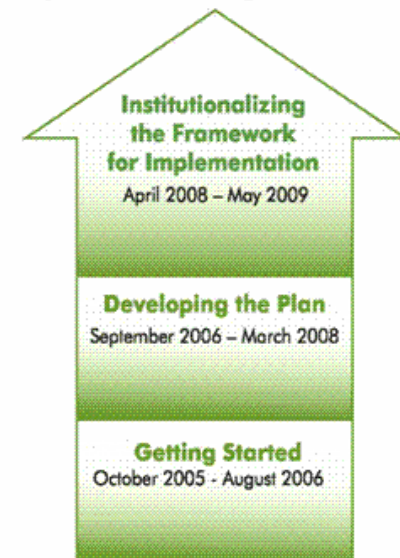 Institutionalizing
the Framework
for Implementation
April 2008 – May 2009
Developing the Plan
September 2006 – March 2008
Getting Started
October 2005 - August 2006